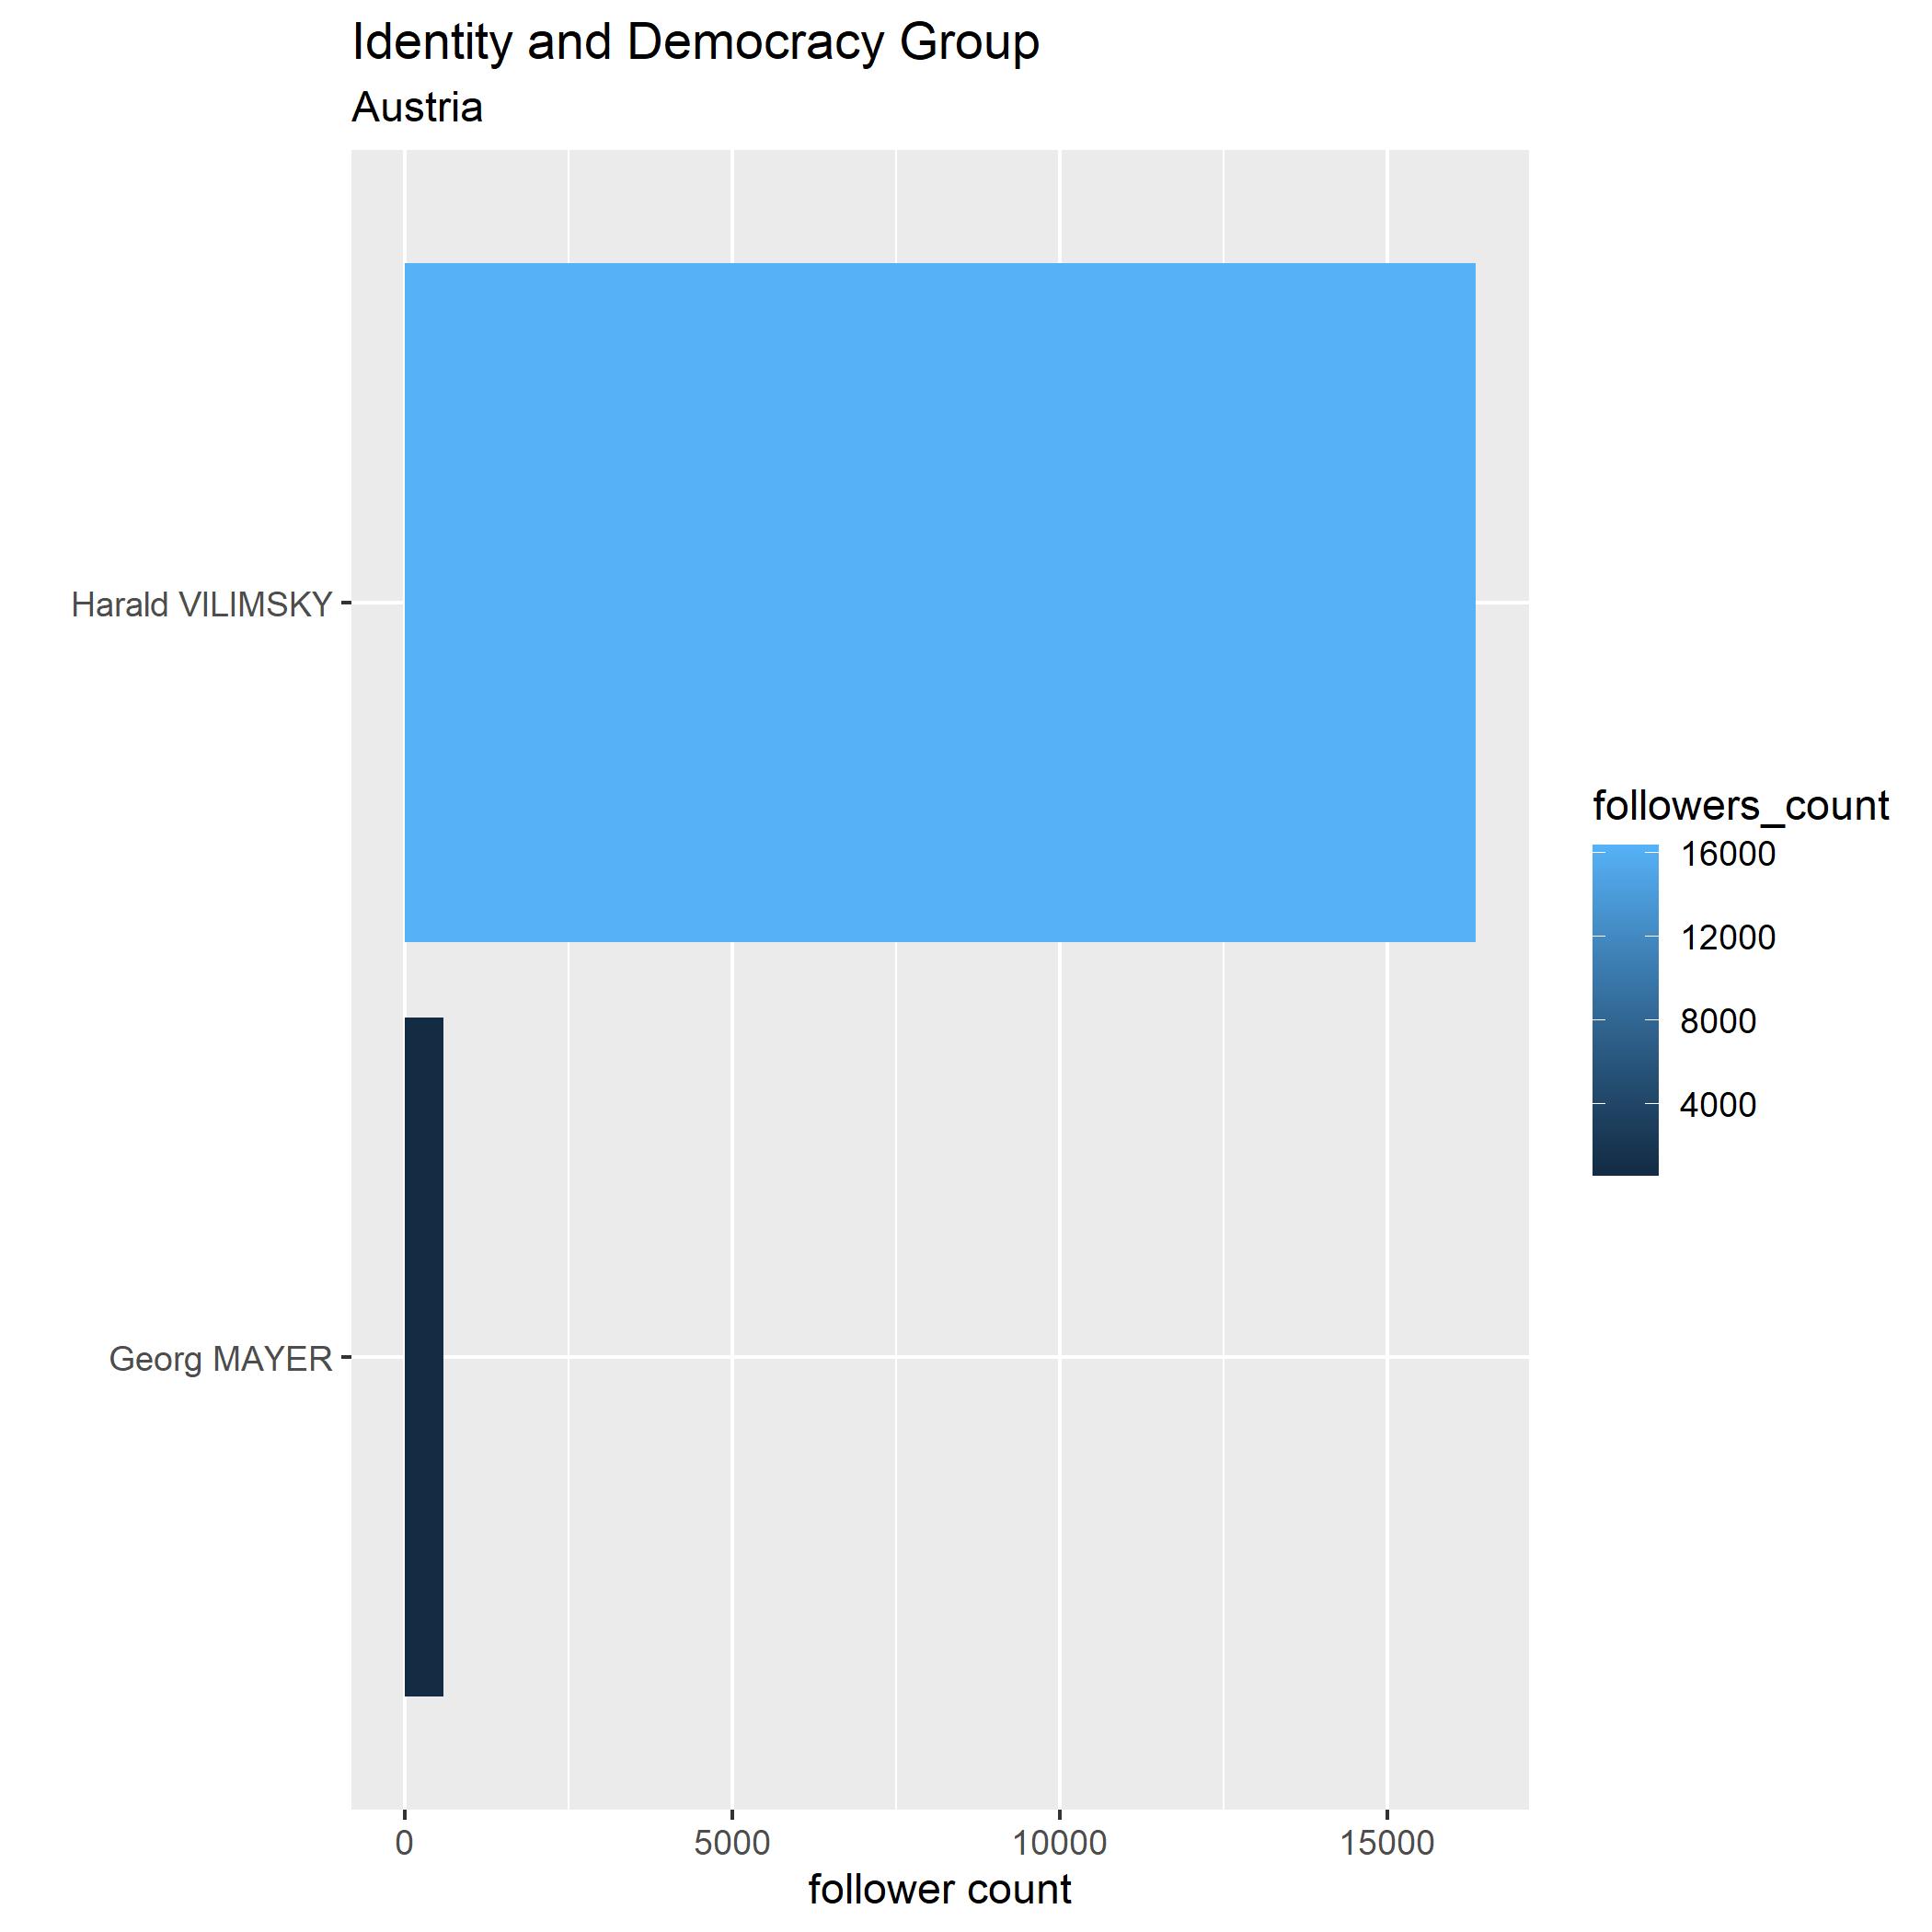 Identity and Democracy Group
Austria
Harald VILIMSKY
Georg MAYER
0 5000 10000 15000
follower count
followers_count
16000
12000
8000
4000